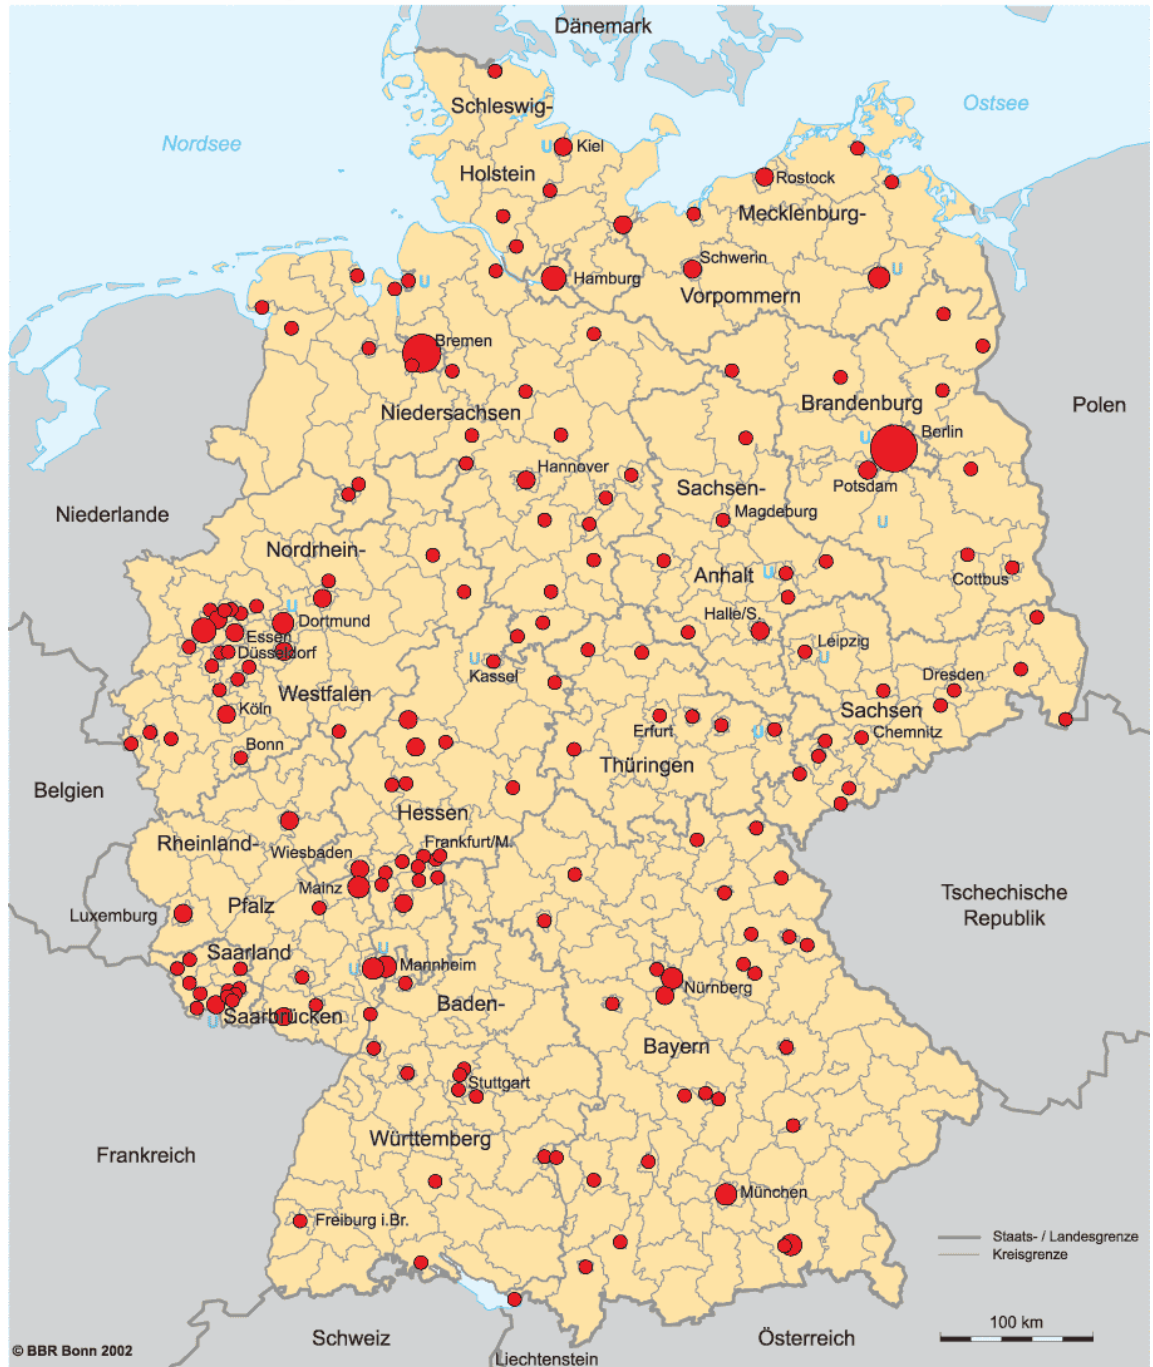 Dänemark
Ostsee
Schleswig-
Nordsee
U
Kiel
Holstein
Rostock
Mecklenburg-
Schwerin
U
Hamburg
U
Vorpommern
Bremen
Brandenburg
Polen
Niedersachsen
Berlin
U
Hannover
Potsdam
Sachsen-
Niederlande
Magdeburg
U
Nordrhein-
Anhalt
U
Cottbus
U
Halle/S.
Dortmund
Essen
Leipzig
Düsseldorf
U
U
Kassel
Dresden
Westfalen
Köln
Sachsen
Erfurt
U
Chemnitz
Bonn
Thüringen
Belgien
Hessen
Rheinland-
Frankfurt/M.
Wiesbaden
Mainz
Tschechische
Republik
Pfalz
Luxemburg
U
Saarland
U
Mannheim
Nürnberg
Baden-
Saarbrücken
U
Bayern
Stuttgart
Württemberg
Frankreich
München
Freiburg i.Br.
Staats- / Landesgrenze
Kreisgrenze
100 km
Schweiz
Österreich
© BBR Bonn 2002
Liechtenstein